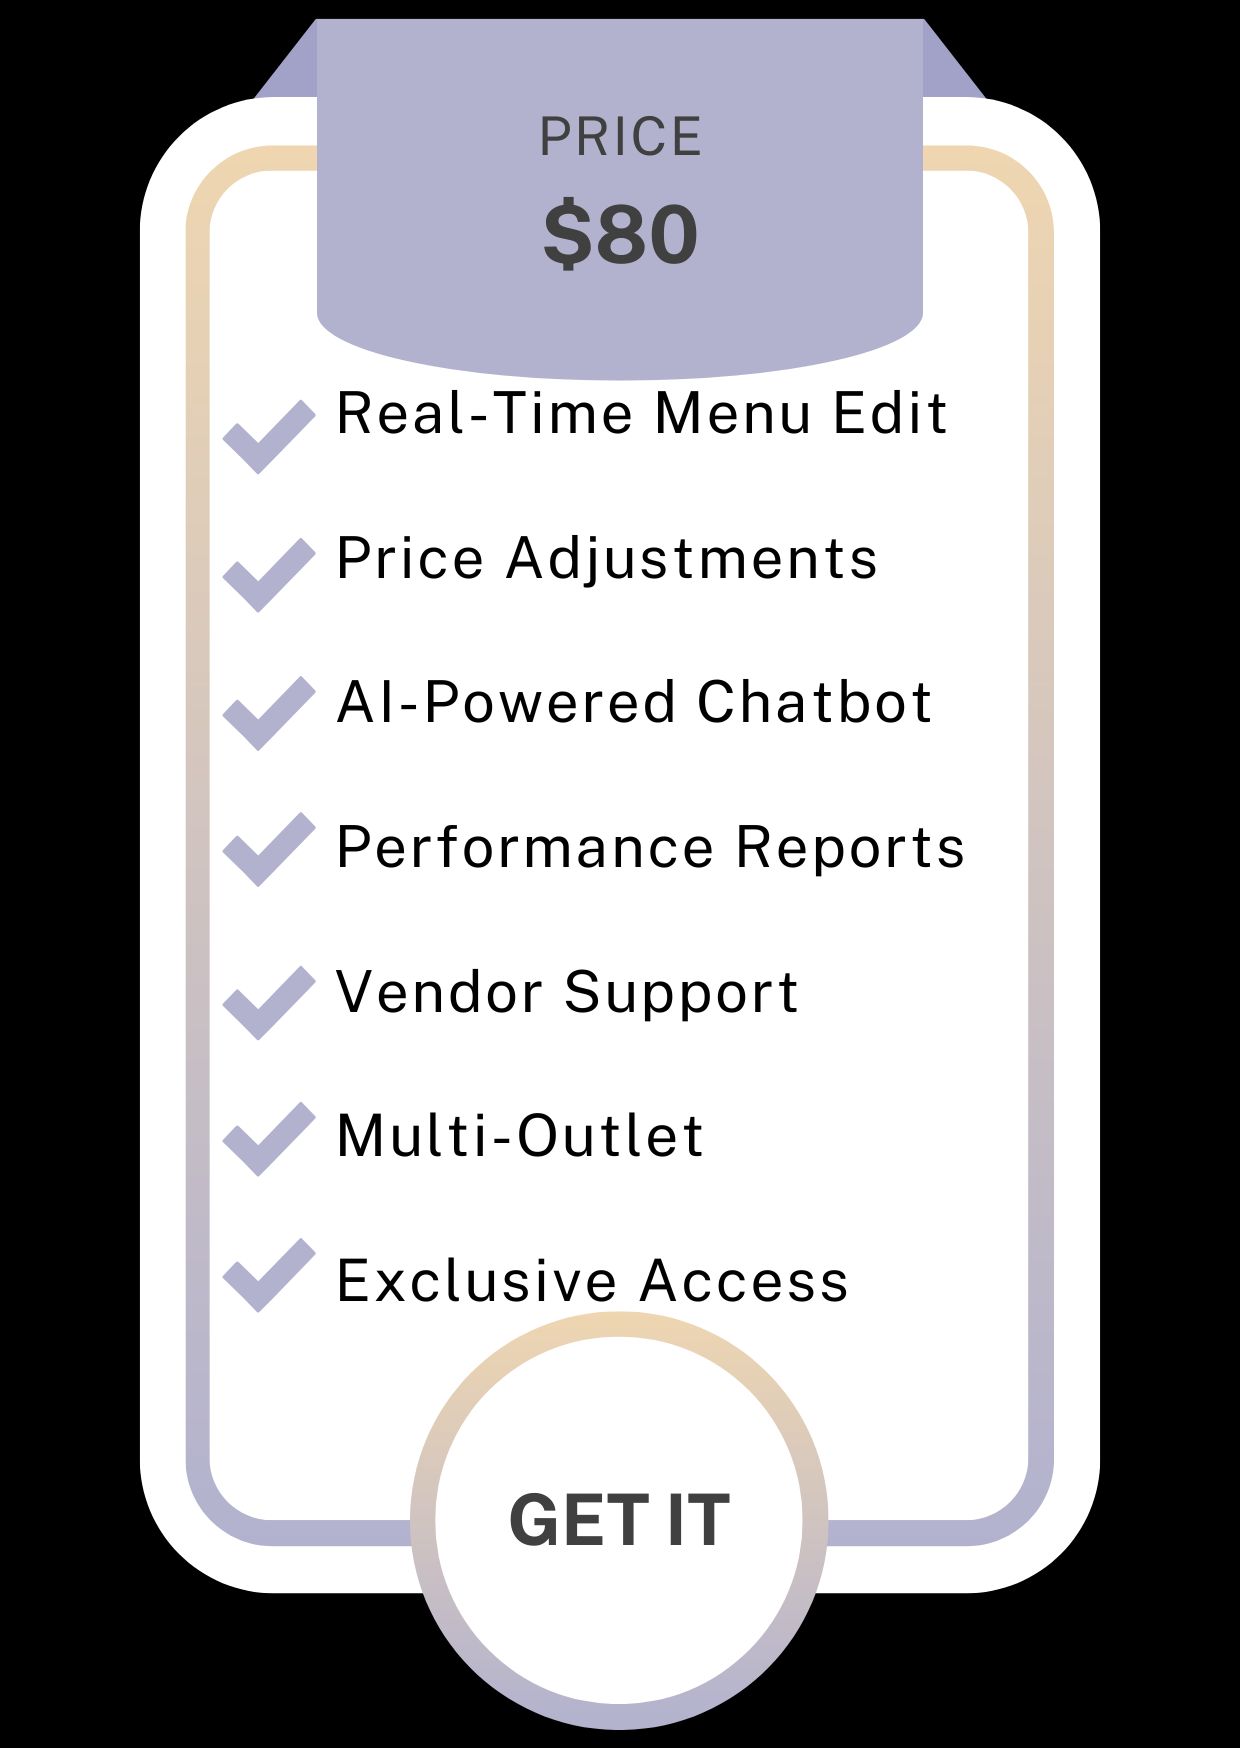 PRICE
$80
Real-Time Menu Edit
Price Adjustments
AI-Powered Chatbot
Performance Reports
Vendor Support
Multi-Outlet
Exclusive Access
GET IT